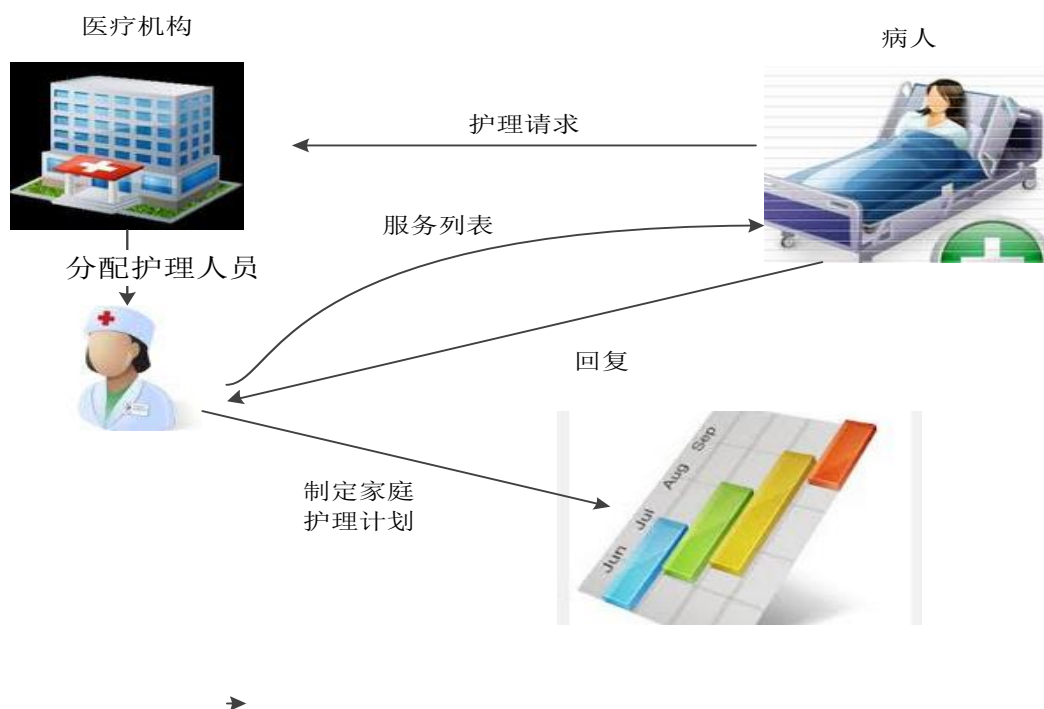 医疗机构
病人
护理请求
服务列表
分配护理人员
回复
制定家庭
护理计划
Jun
Jul
Aug
Sep